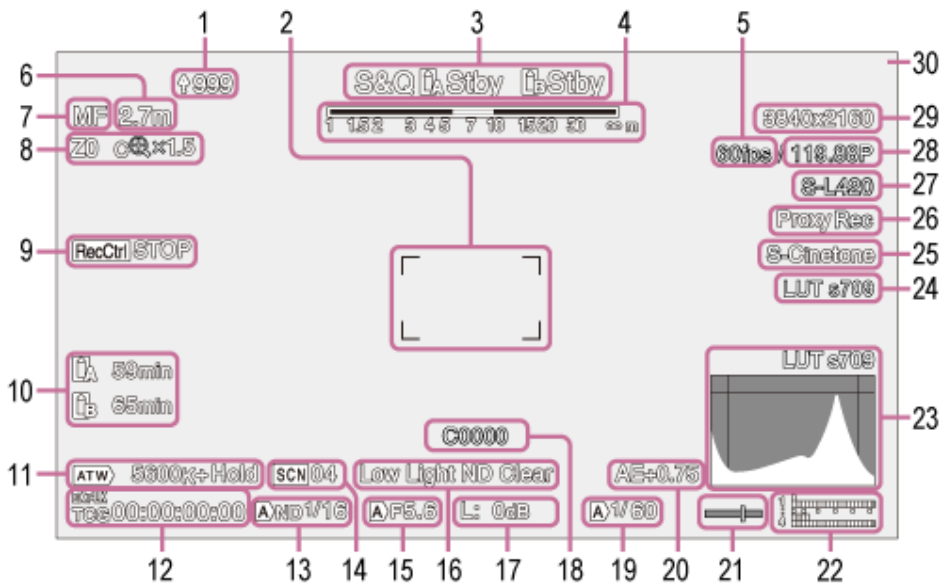 1 2 3 4 5
6 ↑999 S&Q A Stby B Stby 30
7 MF 2.7m 1 1.5 2 3 4 5 7 10 15 20 30 ∞ m 3840x2160 29
8 Z0 C ×1.5 60fps / 119.88P 28
S-L420 27
Proxy Rec 26
9 RecCtrl STOP S-Cinetone 25
LUT s709 24
LUT s709
10 A 59min
B 65min 23
C0000
11 ATW 5600K+Hold SCN 04 Low Light ND Clear AE+0.75
TCG 00:00:00:00 A ND1/16 A F5.6 L: 0dB A 1/60
12 13 14 15 16 17 18 19 20 21 22